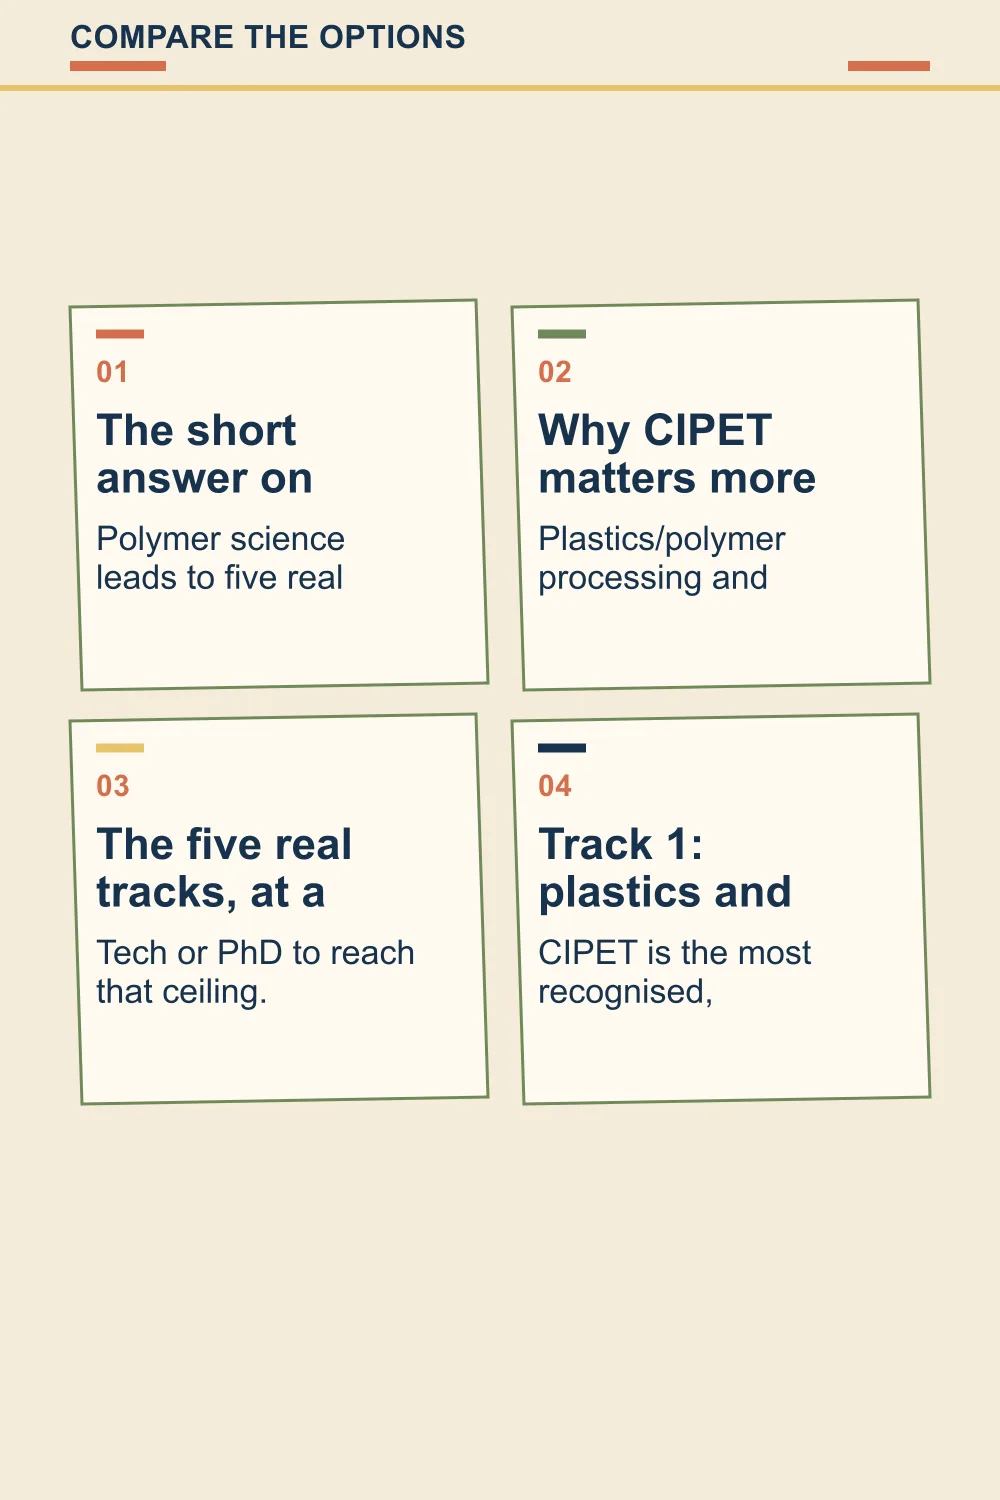 COMPARE THE OPTIONS
01
The short
answer on
Polymer science
leads to five real
02
Why CIPET
matters more
Plastics/polymer
processing and
03
The five real
tracks, at a
Tech or PhD to reach
that ceiling.
04
Track 1:
plastics and
CIPET is the most
recognised,